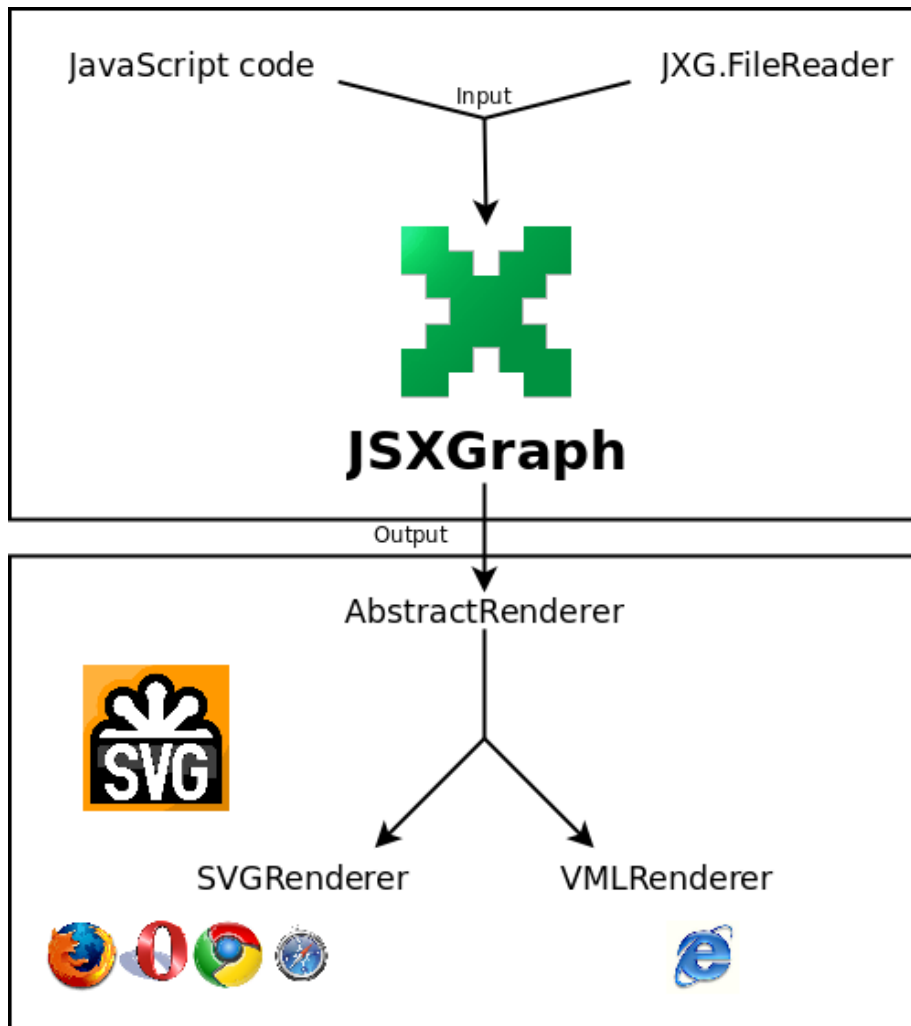 JavaScript code
JXG.FileReader
Input
JSXGraph
Output
AbstractRenderer
SVG
SVGRenderer
VMLRenderer